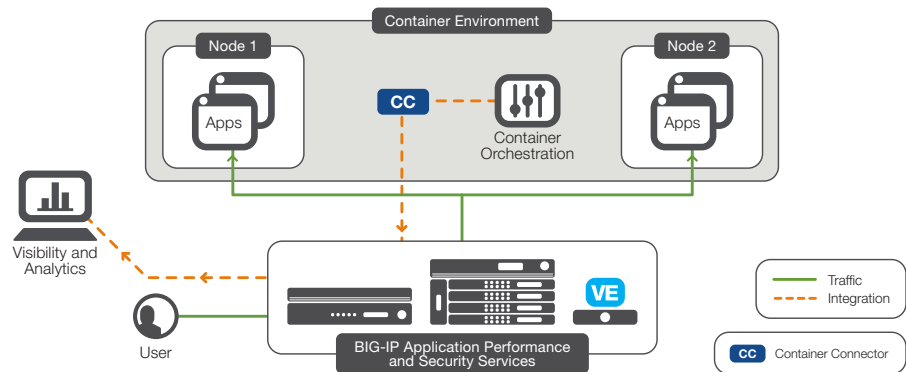 Container Environment
Node 1
Node 2
Apps
CC
Container
Orchestration
Apps
Visibility and
Analytics
User
VE
BIG-IP Application Performance
and Security Services
Traffic
Integration
CC Container Connector